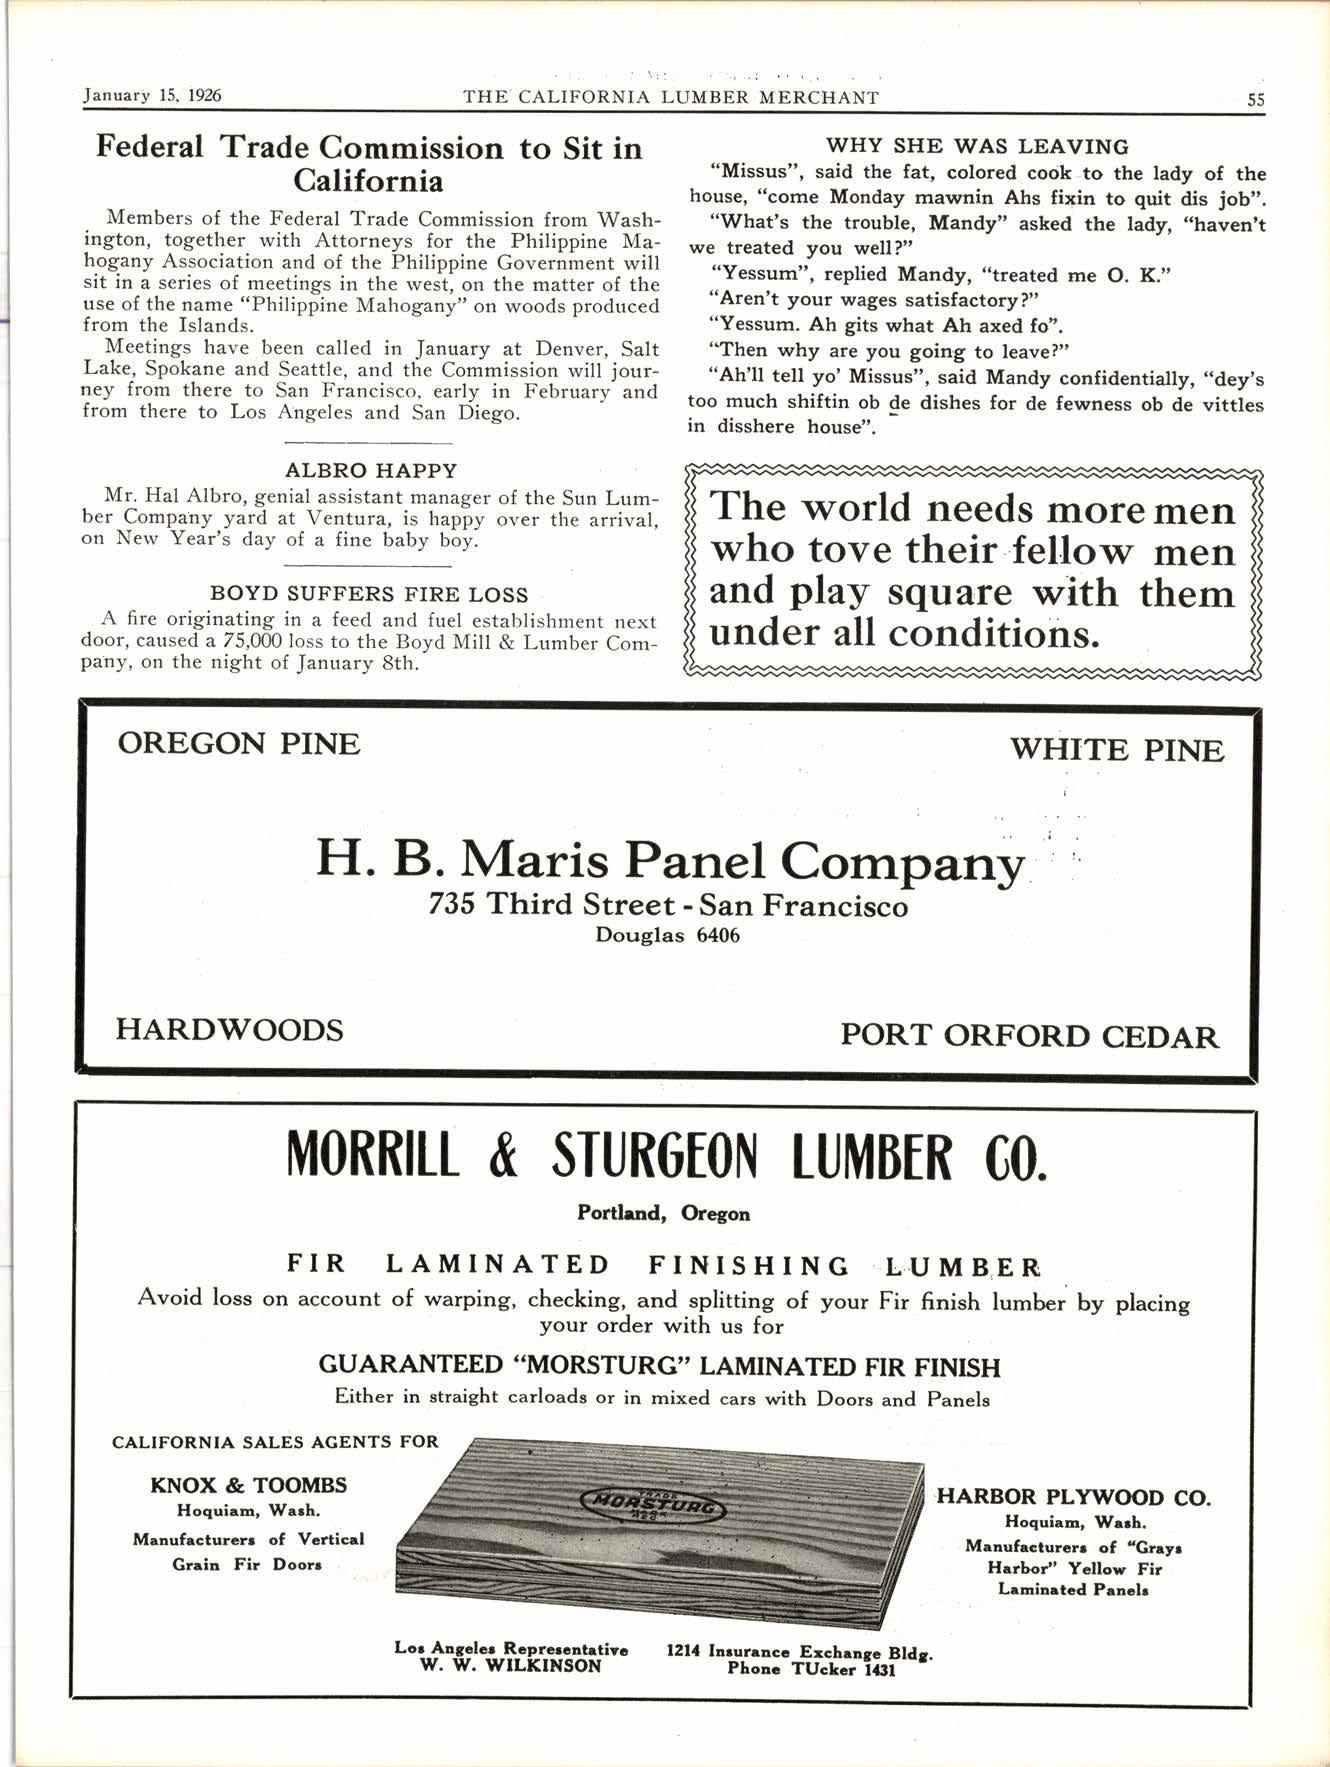 January 15, 1926
THE CALIFORNIA LUMBER MERCHANT
55
Federal Trade Commission to Sit in
California
Members of the Federal Trade Commission from Wash-
ington, together with Attorneys for the Philippine Ma-
hogany Association and of the Philippine Government will
sit in a series of meetings in the west, on the matter of the
use of the name "Philippine Mahogany" on woods produced
from the Islands.
Meetings have been called in January at Denver, Salt
Lake, Spokane and Seattle, and the Commission will jour-
ney from there to San Francisco, early in February and
from there to Los Angeles and San Diego.
ALBRO HAPPY
Mr. Hal Albro, genial assistant manager of the Sun Lum-
ber Company yard at Ventura, is happy over the arrival,
on New Year's day of a fine baby boy.
BOYD SUFFERS FIRE LOSS
A fire originating in a feed and fuel establishment next
door, caused a 75,000 loss to the Boyd Mill & Lumber Com-
pany, on the night of January 8th.
WHY SHE WAS LEAVING
"Missus", said the fat, colored cook to the lady of the
house, "come Monday mawnin Ahs fixin to quit dis job".
"What's the trouble, Mandy" asked the lady, "haven't
we treated you well?"
"Yessum", replied Mandy, "treated me O. K."
"Aren't your wages satisfactory?"
"Yessum. Ah gits what Ah axed fo".
"Then why are you going to leave?"
"Ah'll tell yo' Missus", said Mandy confidentially, "dey's
too much shiftin ob de dishes for de fewness ob de vittles
in disshere house".
The world needs more men
who tove their fellow men
and play square with them
under all conditions.
OREGON PINE
WHITE PINE
H. B. Maris Panel Company
735 Third Street - San Francisco
Douglas 6406
HARDWOODS
PORT ORFORD CEDAR
MORRILL & STURGEON LUMBER CO.
Portland, Oregon
FIR LAMINATED FINISHING LUMBER
Avoid loss on account of warping, checking, and splitting of your Fir finish lumber by placing
your order with us for
GUARANTEED "MORSTURG" LAMINATED FIR FINISH
Either in straight carloads or in mixed cars with Doors and Panels
CALIFORNIA SALES AGENTS FOR
KNOX & TOOMBS
Hoquiam, Wash.
Manufacturers of Vertical
Grain Fir Doors
TRADE
MORSTURG
MARK
REG
HARBOR PLYWOOD CO.
Hoquiam, Wash.
Manufacturers of "Grays
Harbor" Yellow Fir
Laminated Panels
Los Angeles Representative
W. W. WILKINSON
1214 Insurance Exchange Bldg.
Phone TUcker 1431